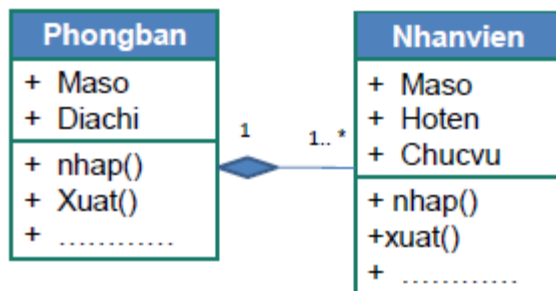 Phongban
+ Maso
+ Diachi
+ nhap()
+ Xuat()
+ ............
1
1.. *
Nhanvien
+ Maso
+ Hoten
+ Chucvu
+ nhap()
+xuat()
+ ............